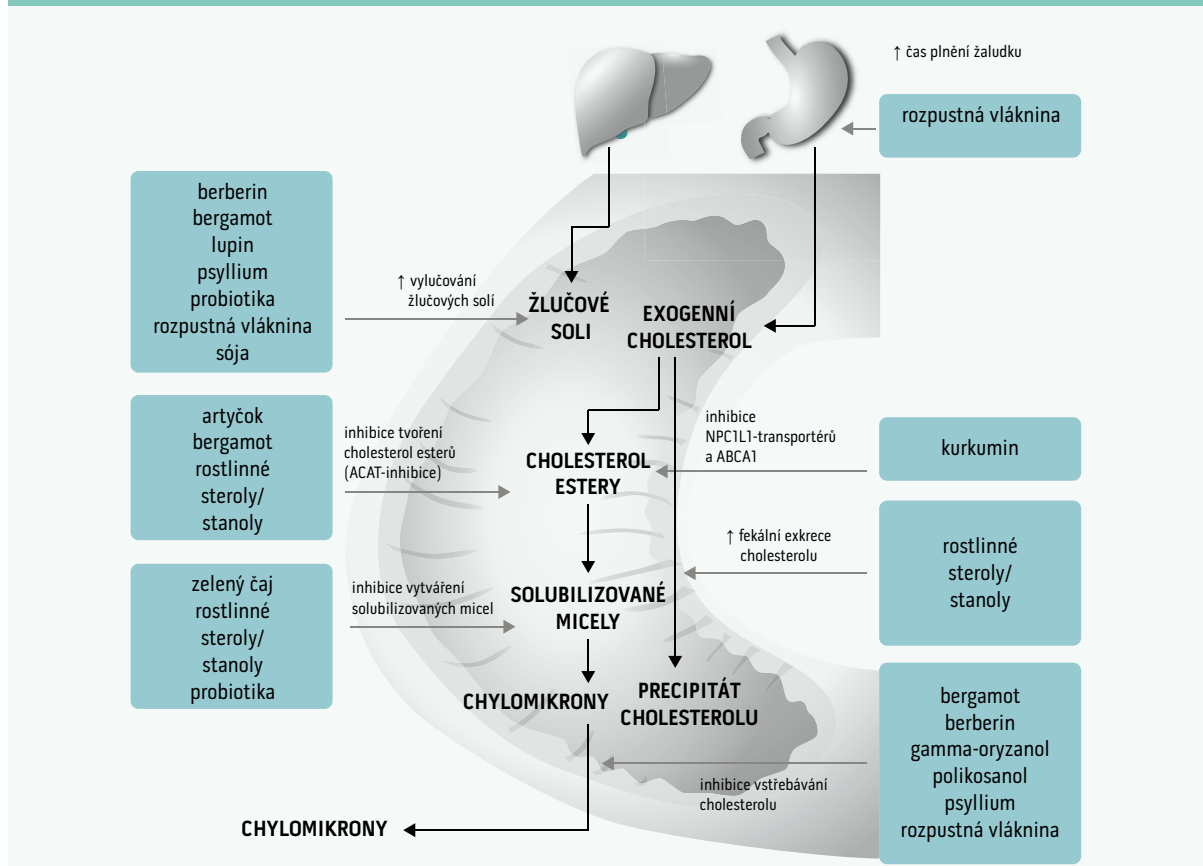 ↑ čas plnění žaludku
rozpustná vláknina
berberin
bergamot
lupin
psyllium
probiotika
rozpustná vláknina
sója
↑ vylučování
žlučových solí
ŽLUČOVÉ
SOLI
EXOGENNÍ
CHOLESTEROL
artyčok
bergamot
rostlinné
steroly/
stanoly
inhibice tvoření
cholesterol esterů
(ACAT-inhibice)
CHOLESTEROL
ESTERY
inhibice
NPC1L1-transportérů
a ABCA1
kurkumin
↑ fekální exkrece
cholesterolu
rostlinné
steroly/
stanoly
zelený čaj
rostlinné
steroly/
stanoly
probiotika
inhibice vytváření
solubilizovaných micel
SOLUBILIZOVANÉ
MICELY
CHYLOMIKRONY
PRECIPITÁT
CHOLESTEROLU
bergamot
berberin
gamma-oryzanol
polikosanol
psyllium
rozpustná vláknina
inhibice vstřebávání
cholesterolu
CHYLOMIKRONY